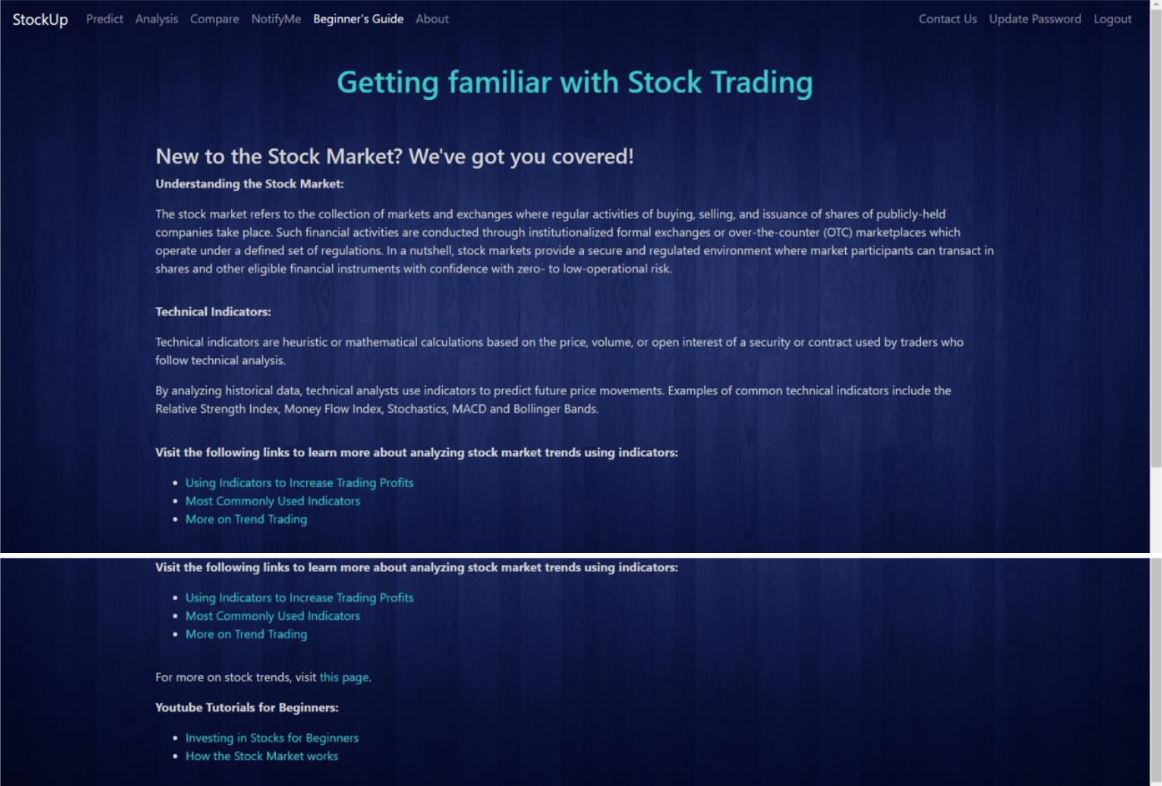 StockUp Predict Analysis Compare NotifyMe Beginner's Guide About Contact Us Update Password Logout
Getting familiar with Stock Trading
New to the Stock Market? We've got you covered!
Understanding the Stock Market:
The stock market refers to the collection of markets and exchanges where regular activities of buying, selling, and issuance of shares of publicly-held
companies take place. Such financial activities are conducted through institutionalized formal exchanges or over-the-counter (OTC) marketplaces which
operate under a defined set of regulations. In a nutshell, stock markets provide a secure and regulated environment where market participants can transact in
shares and other eligible financial instruments with confidence with zero- to low-operational risk.
Technical Indicators:
Technical indicators are heuristic or mathematical calculations based on the price, volume, or open interest of a security or contract used by traders who
follow technical analysis.
By analyzing historical data, technical analysts use indicators to predict future price movements. Examples of common technical indicators include the
Relative Strength Index, Money Flow Index, Stochastics, MACD and Bollinger Bands.
Visit the following links to learn more about analyzing stock market trends using indicators:
• Using Indicators to Increase Trading Profits
• Most Commonly Used Indicators
• More on Trend Trading
Visit the following links to learn more about analyzing stock market trends using indicators:
• Using Indicators to Increase Trading Profits
• Most Commonly Used Indicators
• More on Trend Trading
For more on stock trends, visit this page.
Youtube Tutorials for Beginners:
• Investing in Stocks for Beginners
• How the Stock Market works